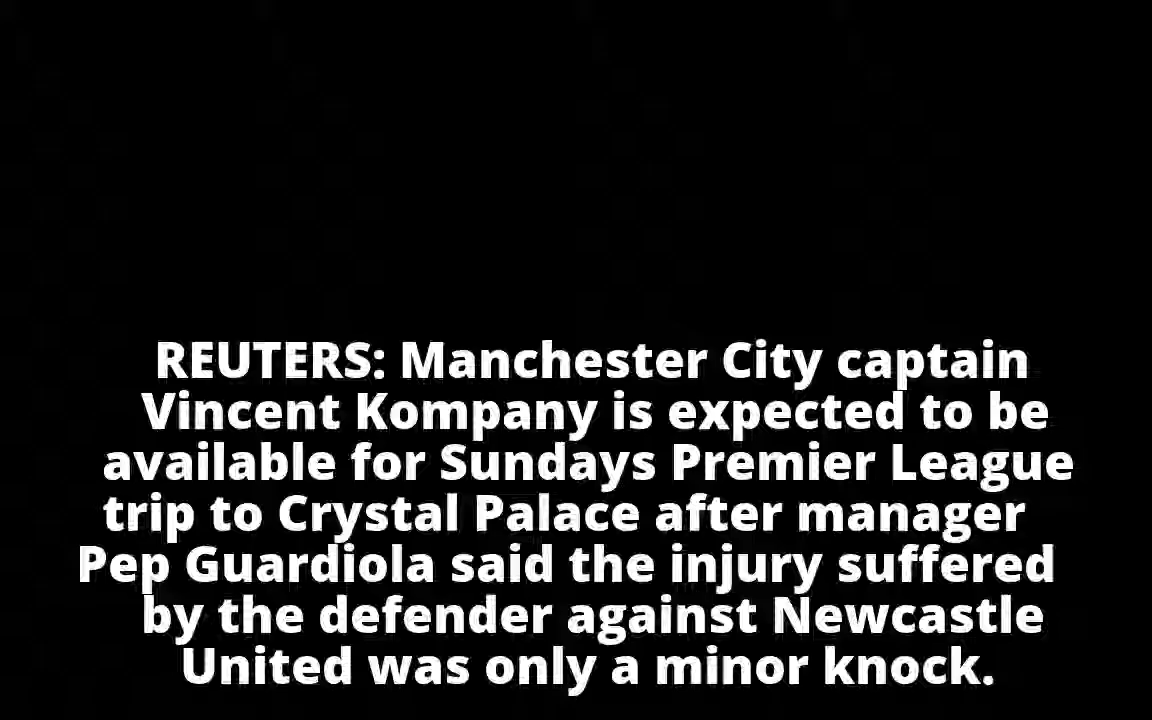 REUTERS: Manchester City captain
Vincent Kompany is expected to be
available for Sundays Premier League
trip to Crystal Palace after manager
Pep Guardiola said the injury suffered
by the defender against Newcastle
United was only a minor knock.